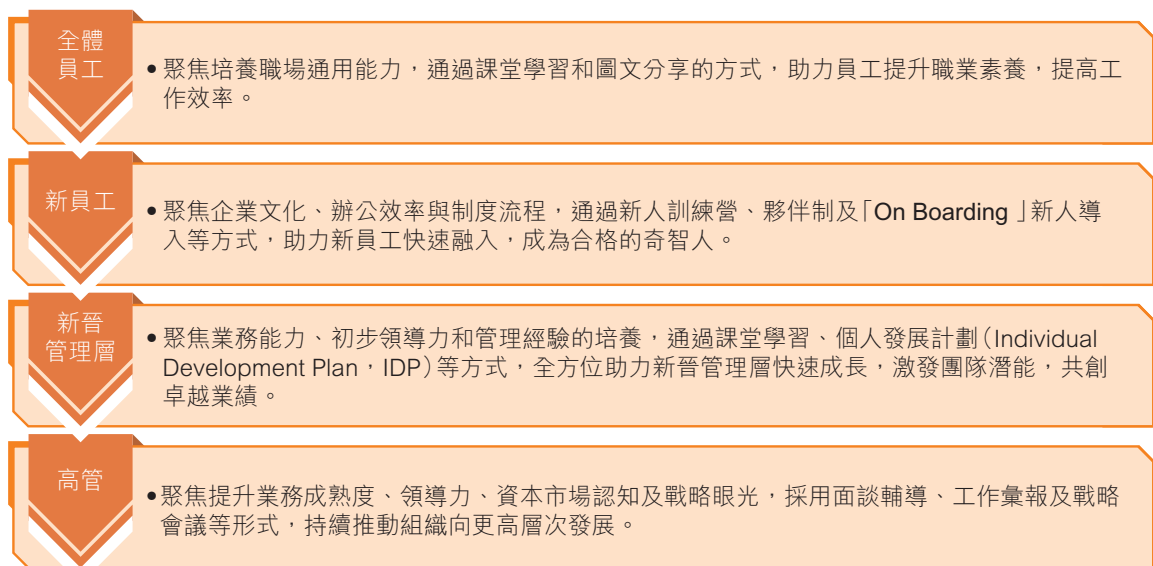 全體
員工
•聚焦培養職場通用能力，通過課堂學習和圖文分享的方式，助力員工提升職業素養，提高工
作效率。
新員工
•聚焦企業文化、辦公效率與制度流程，通過新人訓練營、夥伴制及「On Boarding 」新人導
入等方式，助力新員工快速融入，成為合格的奇智人。
新晉
管理層
•聚焦業務能力、初步領導力和管理經驗的培養，通過課堂學習、個人發展計劃（Individual
Development Plan，IDP）等方式，全方位助力新晉管理層快速成長，激發團隊潛能，共創
卓越業績。
高管
•聚焦提升業務成熟度、領導力、資本市場認知及戰略眼光，採用面談輔導、工作彙報及戰略
會議等形式，持續推動組織向更高層次發展。